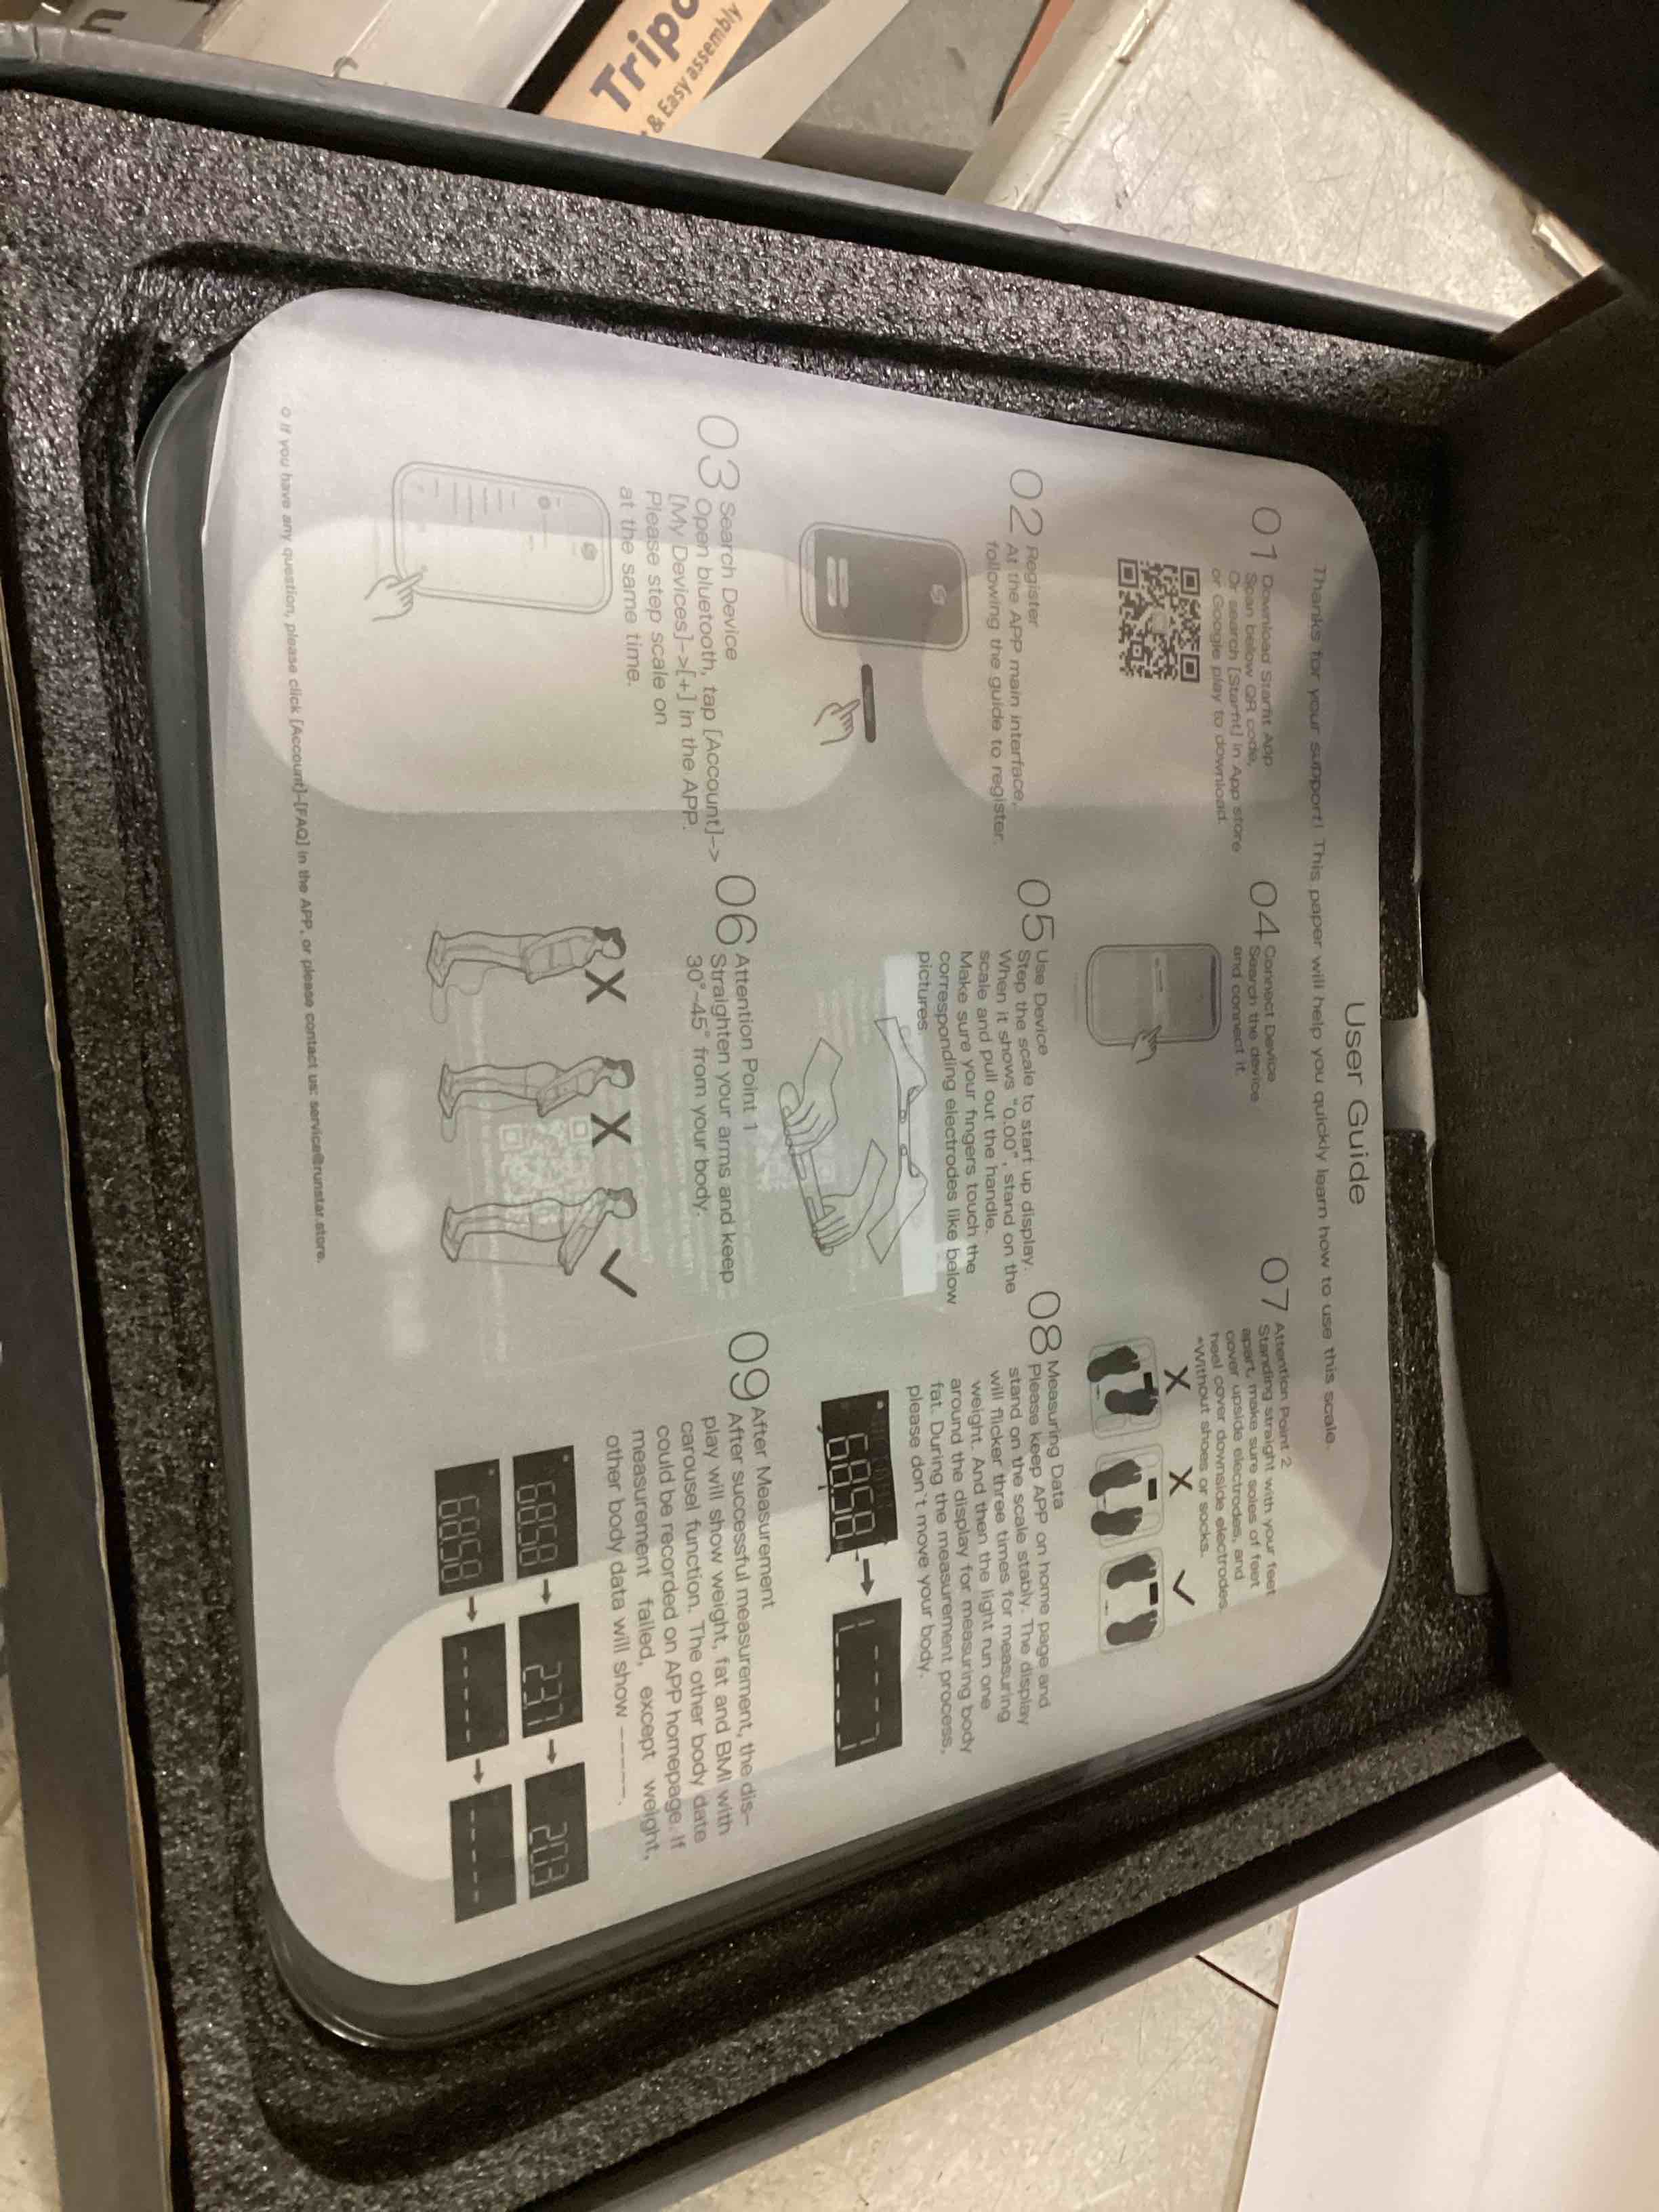 Tripo
& Easy assembly
User Guide
Thanks for your support! This paper will help you quickly learn how to use this scale.
01 Download Starfit App
Scan below QR code,
Or search [Starfit] in App store
or Google play to download.
02 Register
At the APP main interface,
following the guide to register.
03 Search Device
Open bluetooth, tap [Account]->
[My Devices]->[+] in the APP.
Please step scale on
at the same time.
04 Connect Device
Search the device
and connect it.
05 Use Device
Step the scale to start up display.
When it shows "0.00", stand on the
scale and pull out the handle.
Make sure your fingers touch the
corresponding electrodes like below
pictures.
06 Attention Point 1
Straighten your arms and keep
30°-45° from your body.
X X ✓
07 Attention Point 2
Standing straight with your feet
apart, make sure soles of feet
cover upside electrodes, and
heel cover downside electrodes.
*Without shoes or socks.
X X ✓
08 Measuring Data
Please keep APP on home page and
stand on the scale stably. The display
will flicker three times for measuring
weight. And then the light run one
around the display for measuring body
fat. During the measurement process,
please don't move your body.
68.58
09 After Measurement
After successful measurement, the dis-
play will show weight, fat and BMI with
carousel function. The other body date
could be recorded on APP homepage. If
measurement failed, except weight,
other body data will show -----.
68.58 → 23.7 → 20.3
68.58 → ---- → ----
o If you have any question, please click [Account]-[FAQ] in the APP, or please contact us: service@runstar.store.